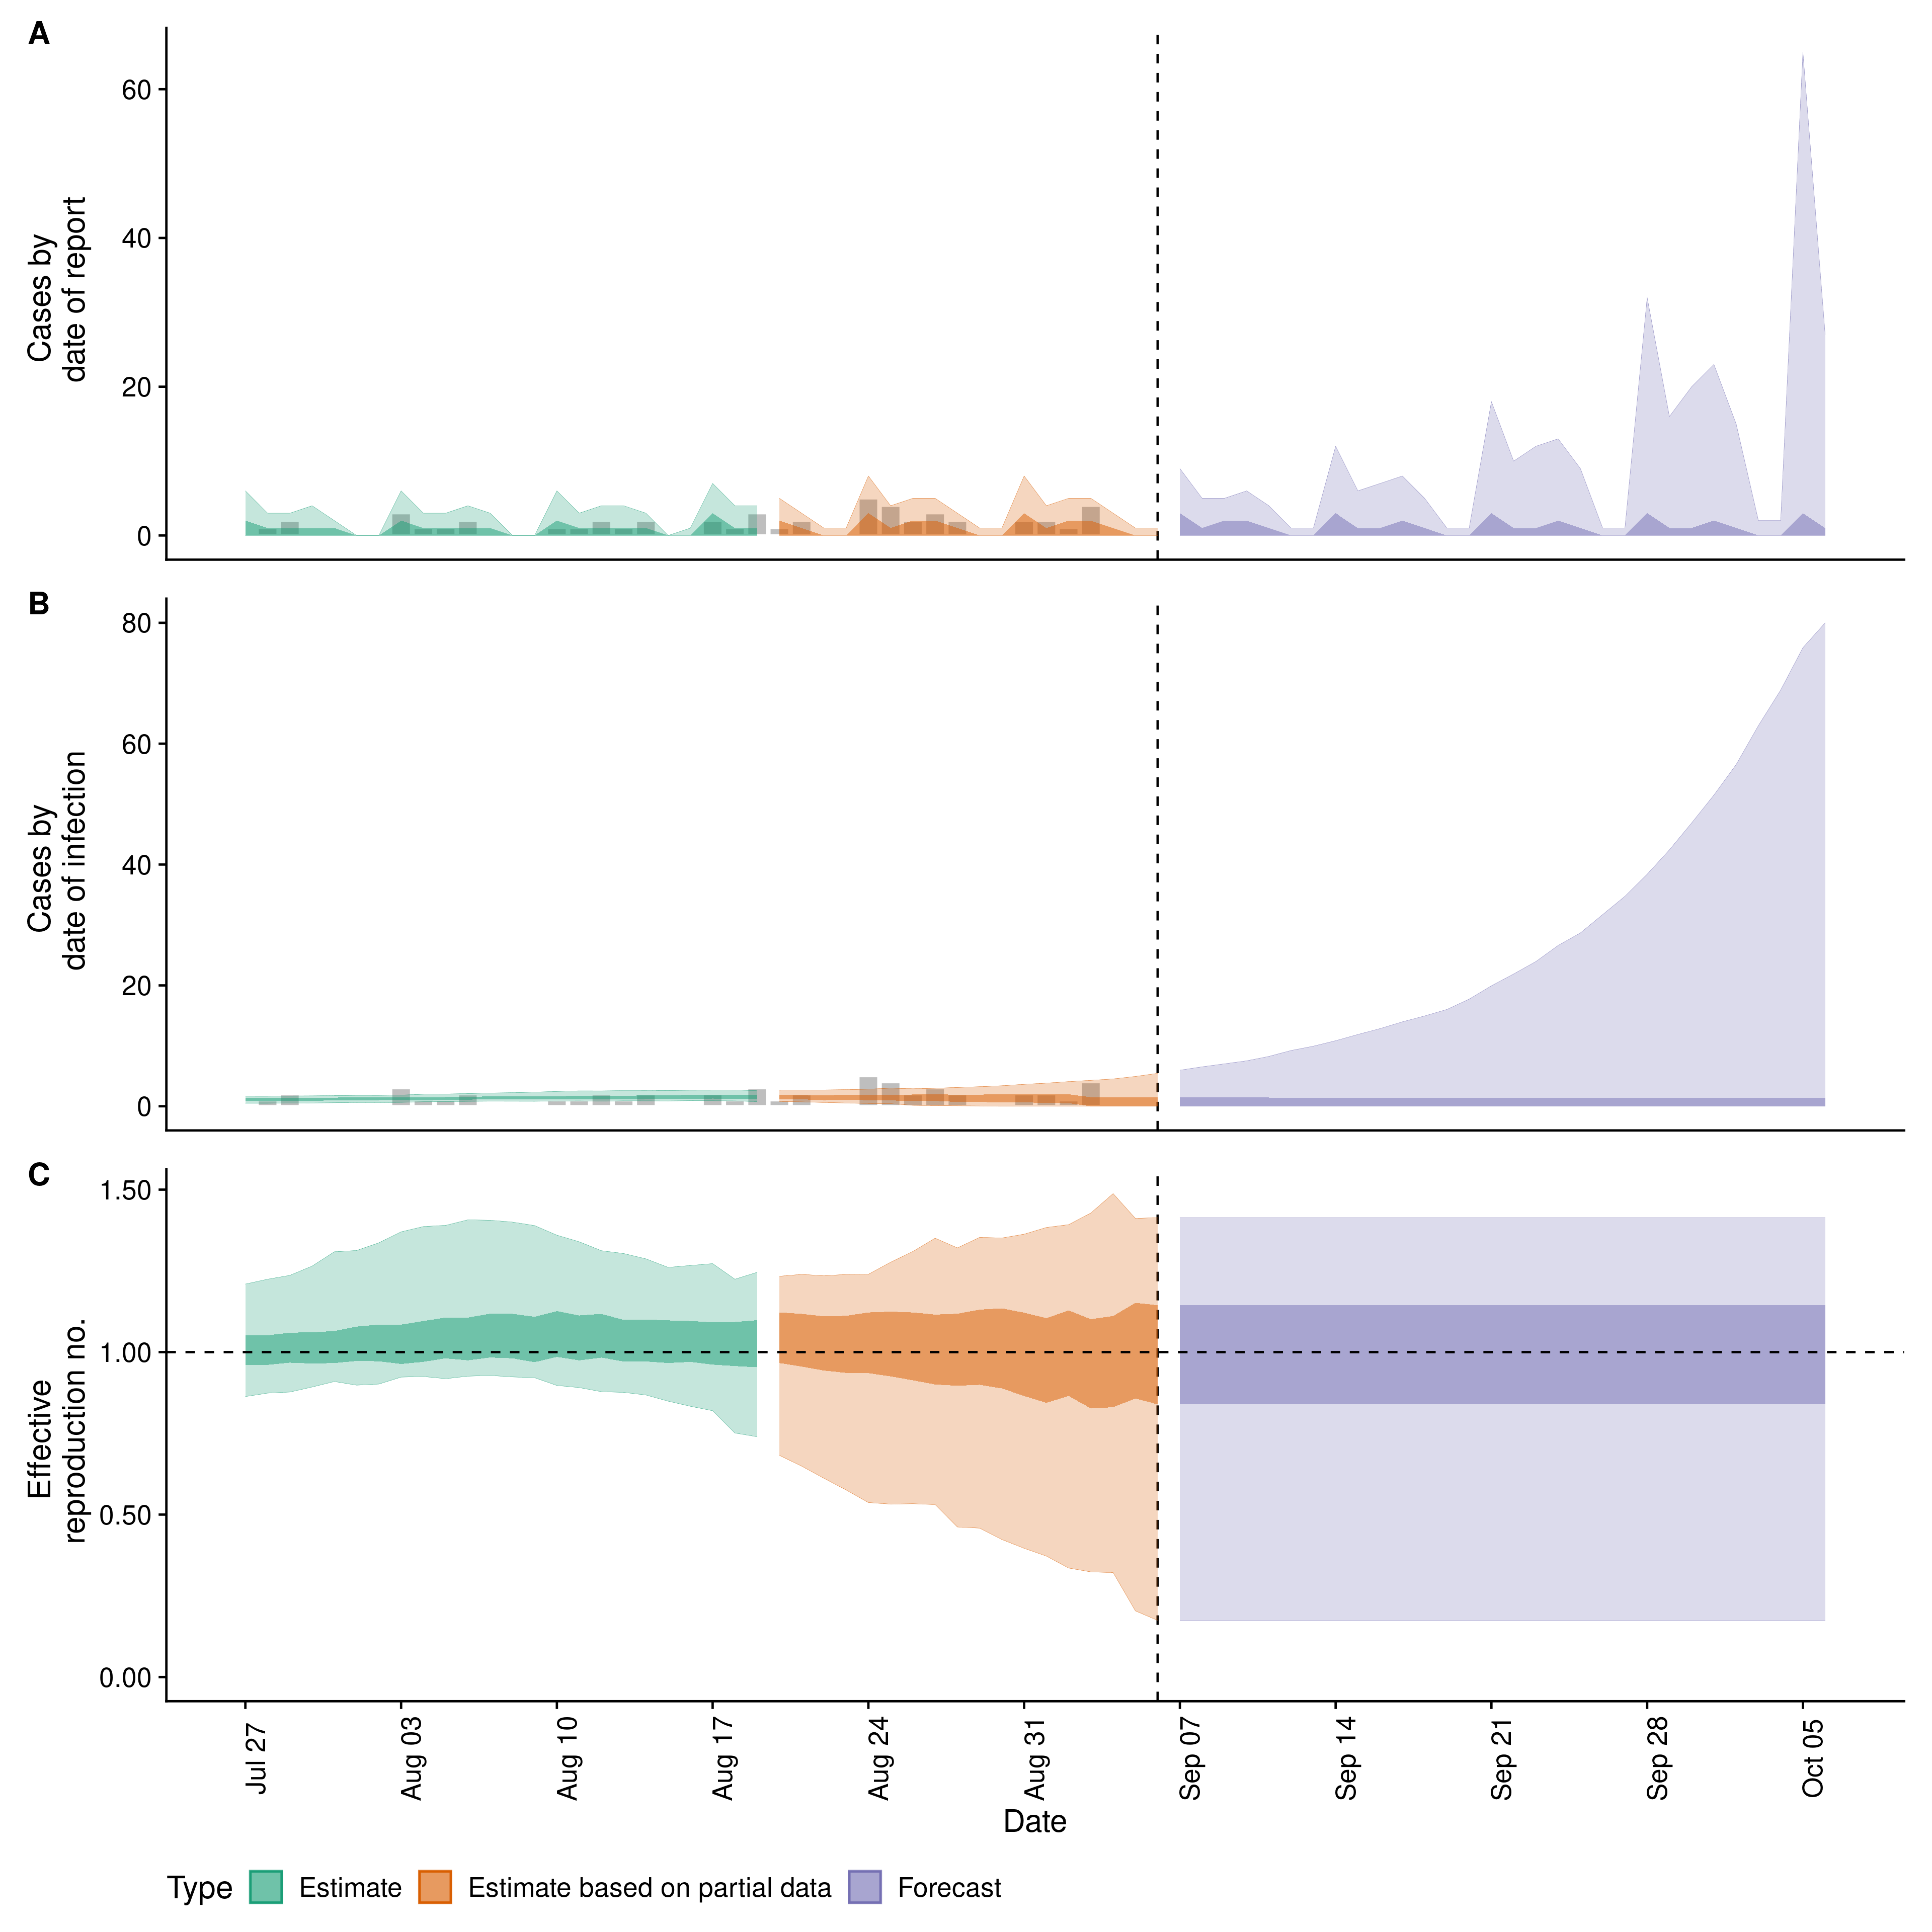 A
Cases by
date of report
60
40
20
0
B
Cases by
date of infection
80
60
40
20
0
C
Effective
reproduction no.
1.50
1.00
0.50
0.00
Jul 27
Aug 03
Aug 10
Aug 17
Aug 24
Aug 31
Sep 07
Sep 14
Sep 21
Sep 28
Oct 05
Date
Type
Estimate
Estimate based on partial data
Forecast